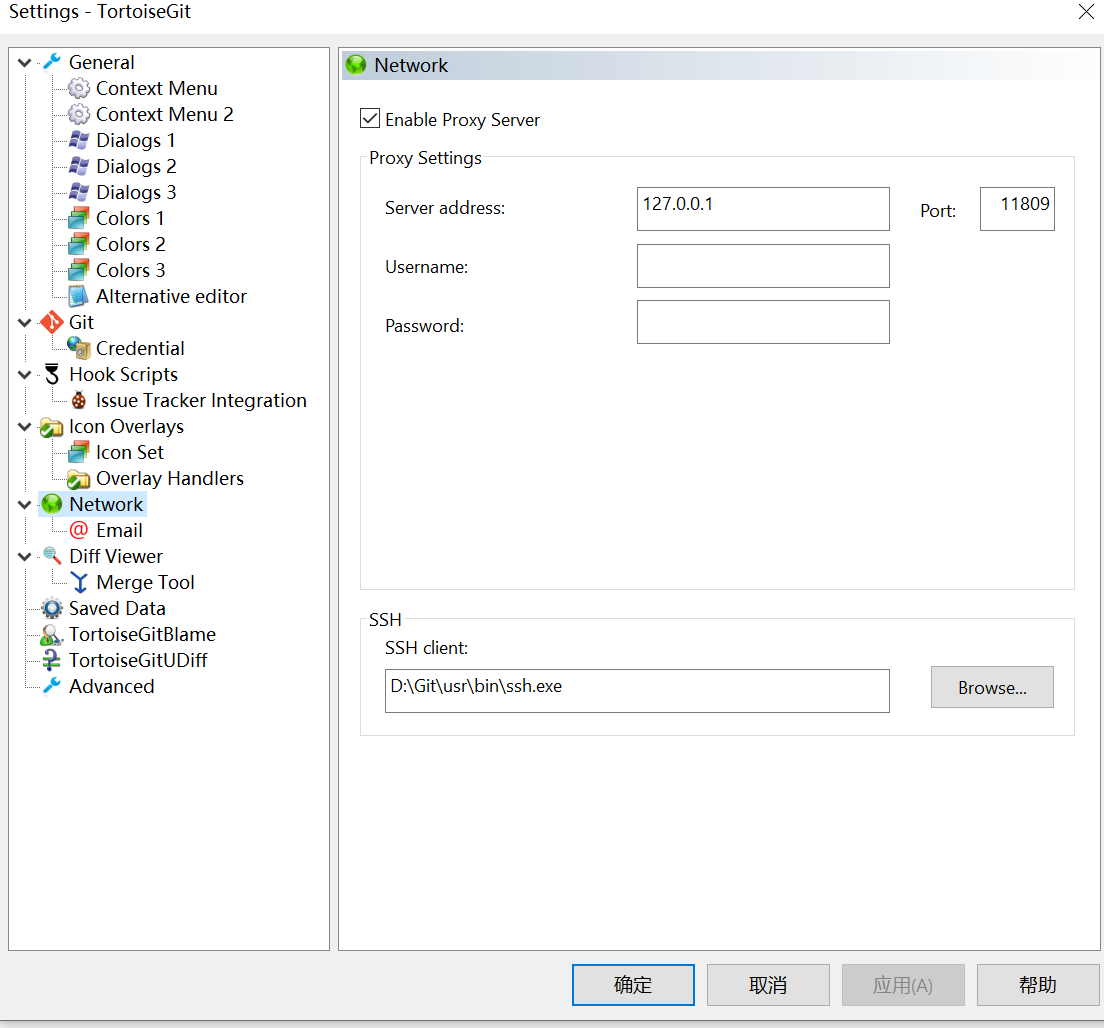 Settings - TortoiseGit
General
Context Menu
Context Menu 2
Dialogs 1
Dialogs 2
Dialogs 3
Colors 1
Colors 2
Colors 3
Alternative editor
Git
Credential
Hook Scripts
Issue Tracker Integration
Icon Overlays
Icon Set
Overlay Handlers
Network
Email
Diff Viewer
Merge Tool
Saved Data
TortoiseGitBlame
TortoiseGitUDiff
Advanced
Network
Enable Proxy Server
Proxy Settings
Server address: 127.0.0.1 Port: 11809
Username:
Password:
SSH
SSH client:
D:\Git\usr\bin\ssh.exe Browse...
确定 取消 应用(A) 帮助